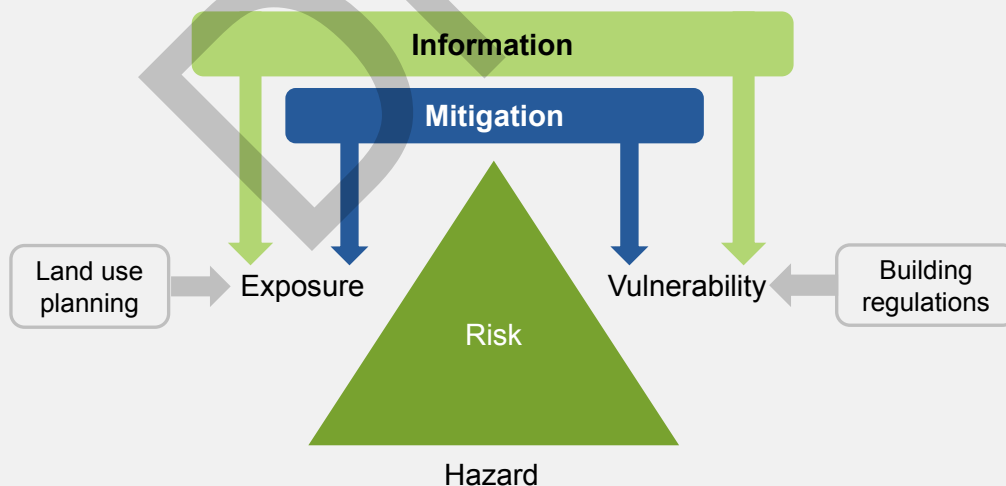 Information
Mitigation
Land use
planning
Exposure
Vulnerability
Building
regulations
Risk
Hazard